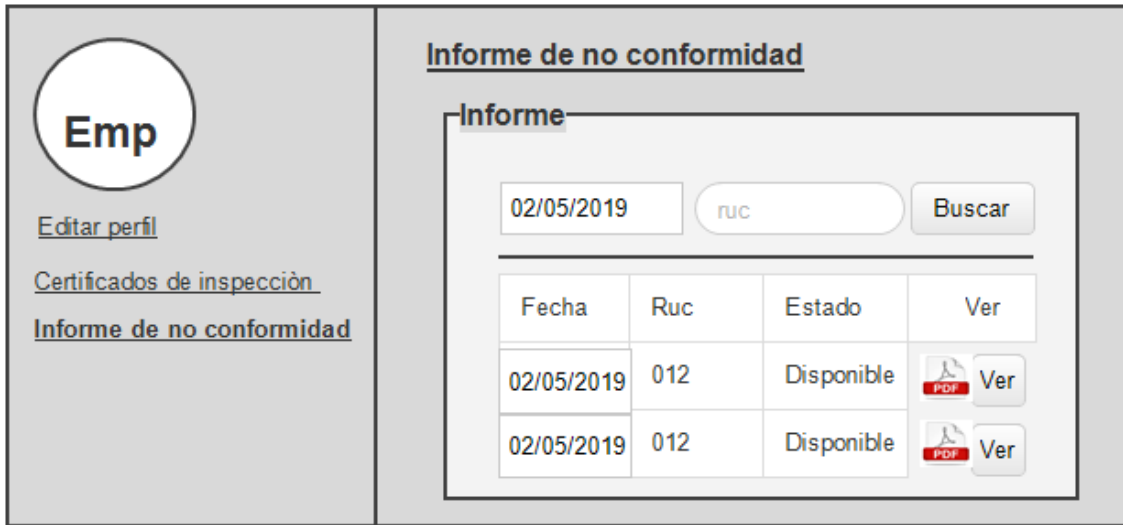 Emp
Editar perfil
Certificados de inspecciòn
Informe de no conformidad
Informe de no conformidad
Informe
02/05/2019 ruc Buscar
Fecha Ruc Estado Ver
02/05/2019 012 Disponible PDF Ver
02/05/2019 012 Disponible PDF Ver